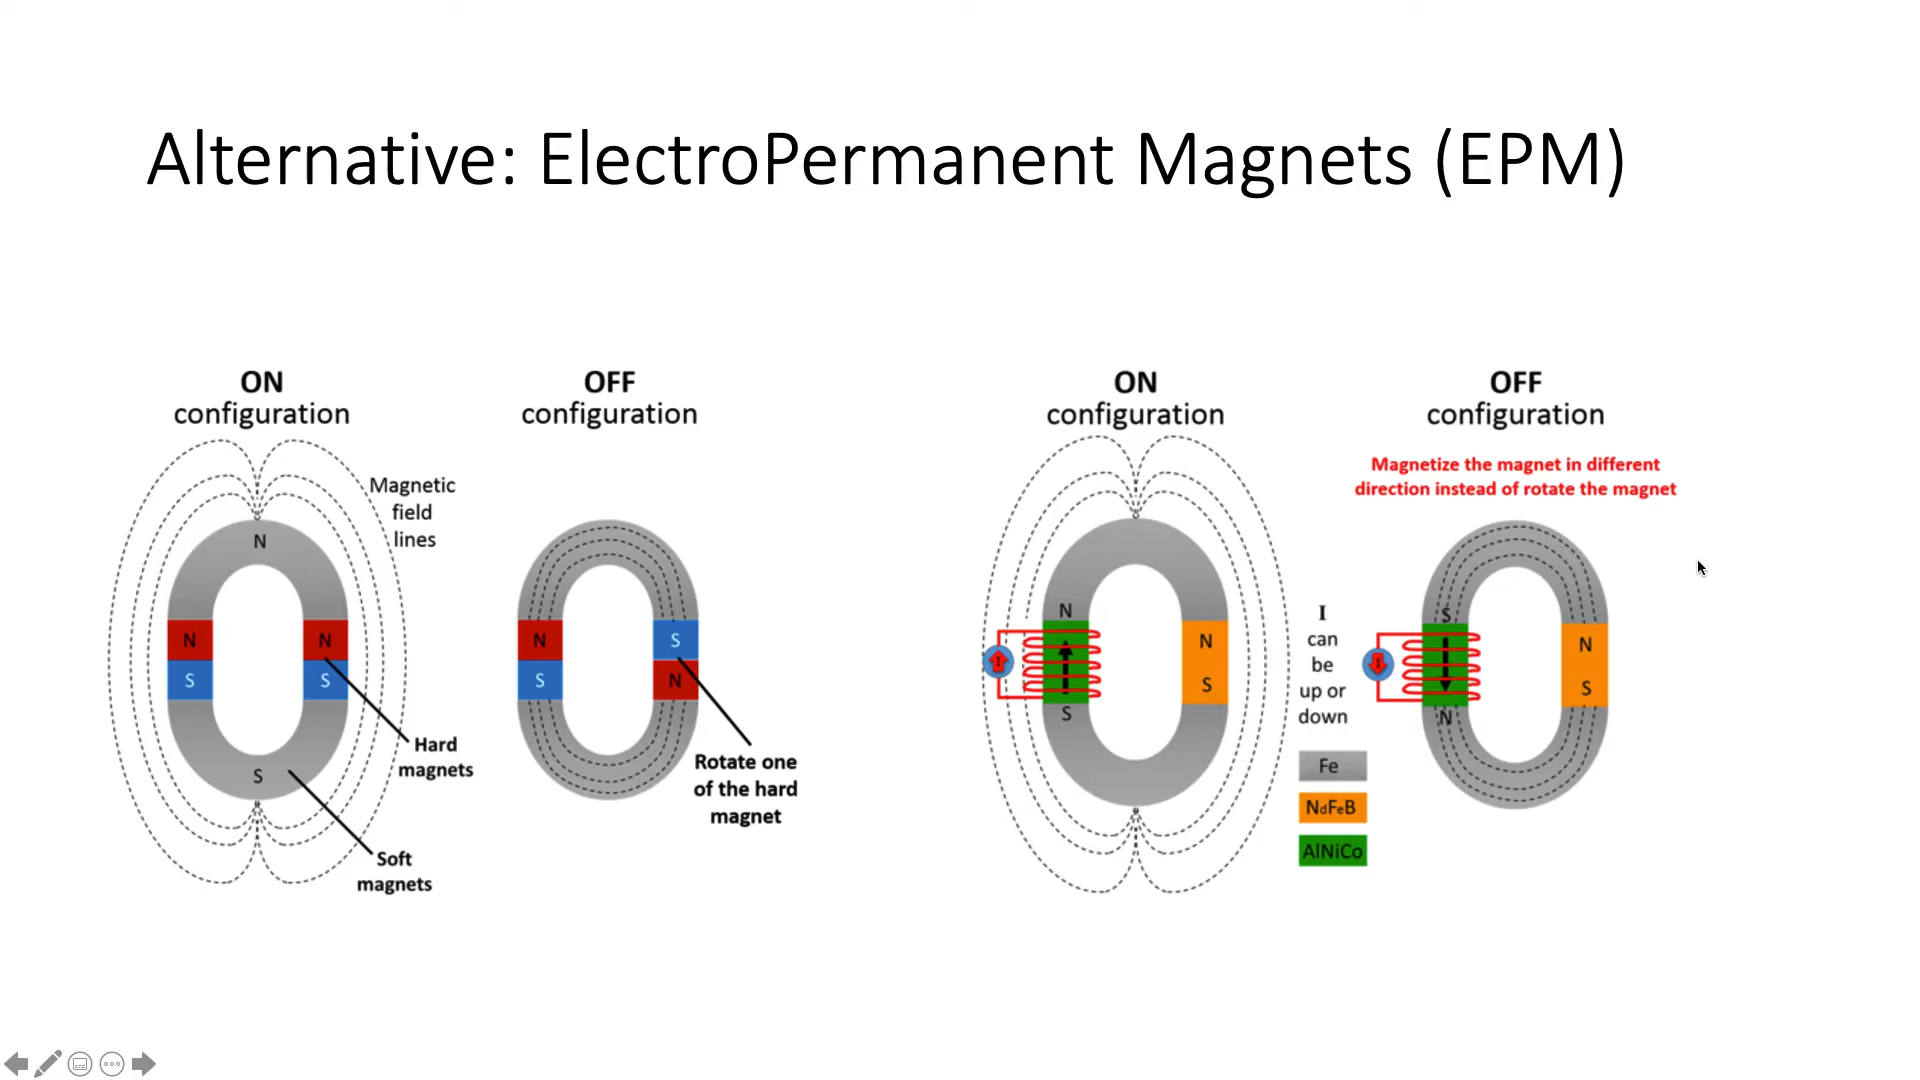 Alternative: ElectroPermanent Magnets (EPM)
ON
configuration
Magnetic
field
lines
N
N
N
S
S
S
Hard
magnets
Soft
magnets
OFF
configuration
N
S
S
N
Rotate one
of the hard
magnet
ON
configuration
N
S
N
S
I
I
can
be
up or
down
Fe
NdFeB
AlNiCo
OFF
configuration
Magnetize the magnet in different
direction instead of rotate the magnet
S
N
N
S
I